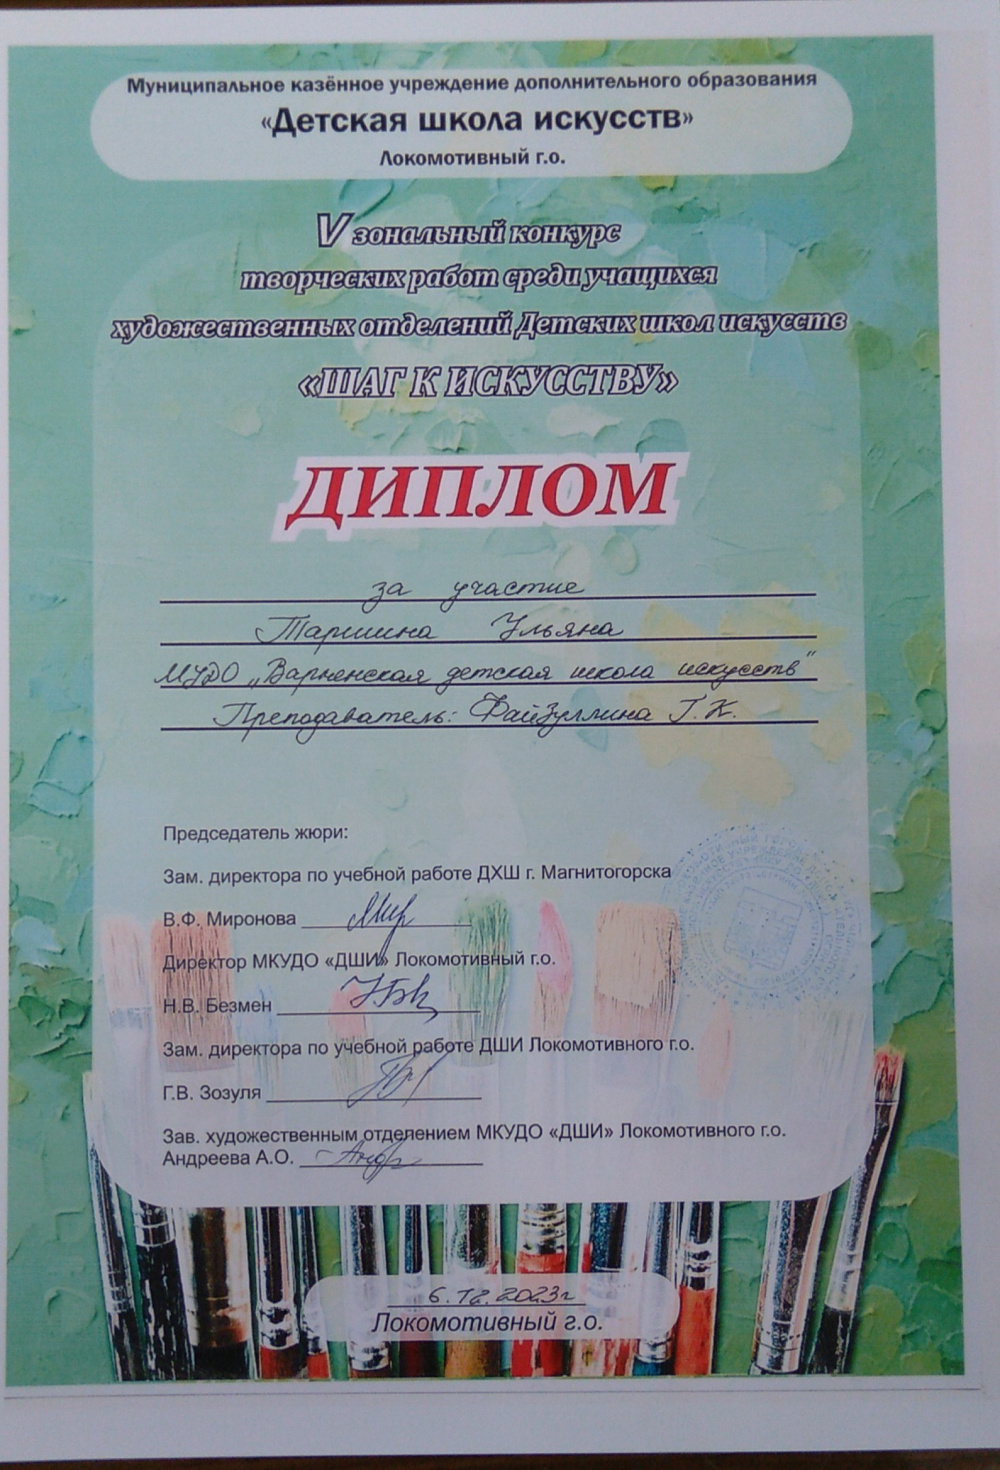 Муниципальное казённое учреждение дополнительного образования
«Детская школа искусств»
Локомотивный г.о.
V зональный конкурс
творческих работ среди учащихся
художественных отделений Детских школ искусств
«ШАГ К ИСКУССТВУ»
ДИПЛОМ
за участие
Таршина Ульяна
МУДО „Варненская детская школа искусств"
Преподаватель: Файзуллина Г.К.
Председатель жюри:
Зам. директора по учебной работе ДХШ г. Магнитогорска
В.Ф. Миронова
Директор МКУДО «ДШИ» Локомотивный г.о.
Н.В. Безмен
Зам. директора по учебной работе ДШИ Локомотивного г.о.
Г.В. Зозуля
Зав. художественным отделением МКУДО «ДШИ» Локомотивного г.о.
Андреева А.О.
6.12.2023г
Локомотивный г.о.